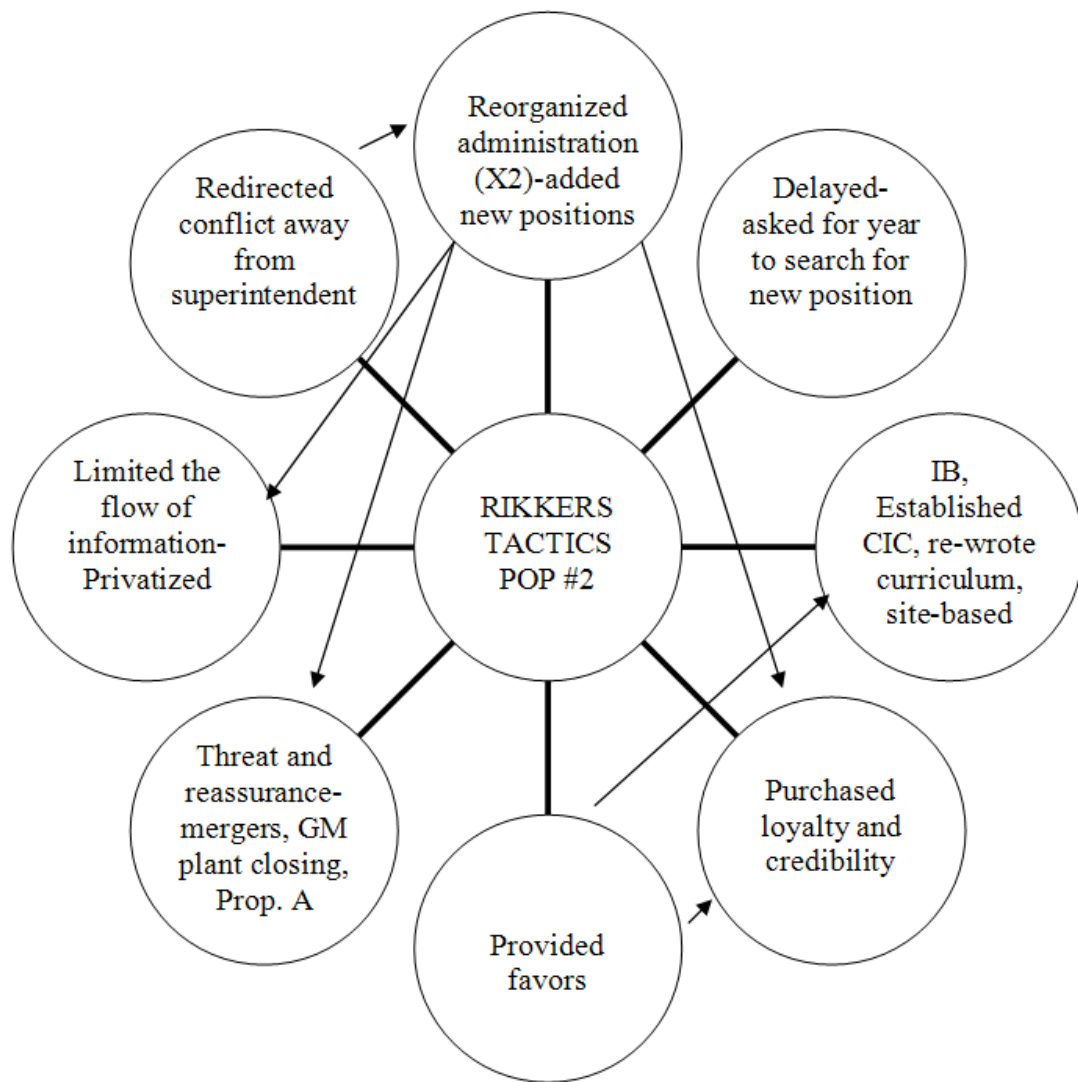 Reorganized
administration
(X2)-added
new positions
Redirected
conflict away
from
superintendent
Delayed-
asked for year
to search for
new position
Limited the
flow of
information-
Privatized
RIKKERS
TACTICS
POP #2
IB,
Established
CIC, re-wrote
curriculum,
site-based
Threat and
reassurance-
mergers, GM
plant closing,
Prop. A
Purchased
loyalty and
credibility
Provided
favors